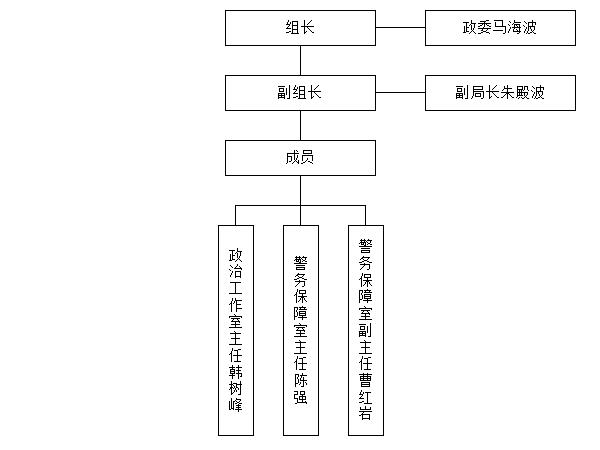 组长
政委马海波
副组长
副局长朱殿波
成员
政治工作室主任韩树峰
警务保障室主任陈强
警务保障室副主任曹红岩